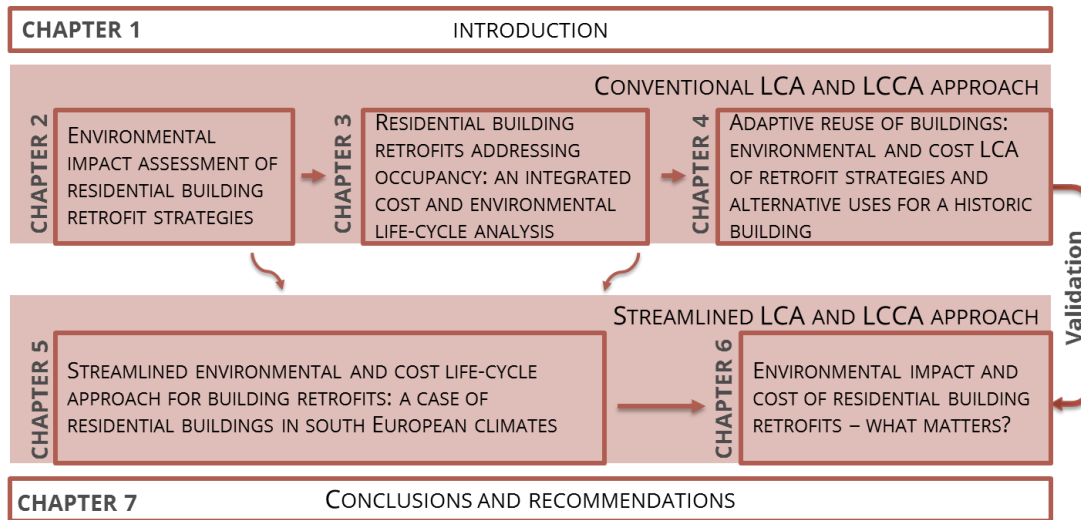 CHAPTER 1
INTRODUCTION
CONVENTIONAL LCA AND LCCA APPROACH
CHAPTER 2
ENVIRONMENTAL
IMPACT ASSESSMENT OF
RESIDENTIAL BUILDING
RETROFIT STRATEGIES
CHAPTER 3
RESIDENTIAL BUILDING
RETROFITS ADDRESSING
OCCUPANCY: AN INTEGRATED
COST AND ENVIRONMENTAL
LIFE-CYCLE ANALYSIS
CHAPTER 4
ADAPTIVE REUSE OF BUILDINGS:
ENVIRONMENTAL AND COST LCA
OF RETROFIT STRATEGIES AND
ALTERNATIVE USES FOR A HISTORIC
BUILDING
Validation
STREAMLINED LCA AND LCCA APPROACH
CHAPTER 5
STREAMLINED ENVIRONMENTAL AND COST LIFE-CYCLE
APPROACH FOR BUILDING RETROFITS: A CASE OF
RESIDENTIAL BUILDINGS IN SOUTH EUROPEAN CLIMATES
CHAPTER 6
ENVIRONMENTAL IMPACT AND
COST OF RESIDENTIAL BUILDING
RETROFITS – WHAT MATTERS?
CHAPTER 7
CONCLUSIONS AND RECOMMENDATIONS